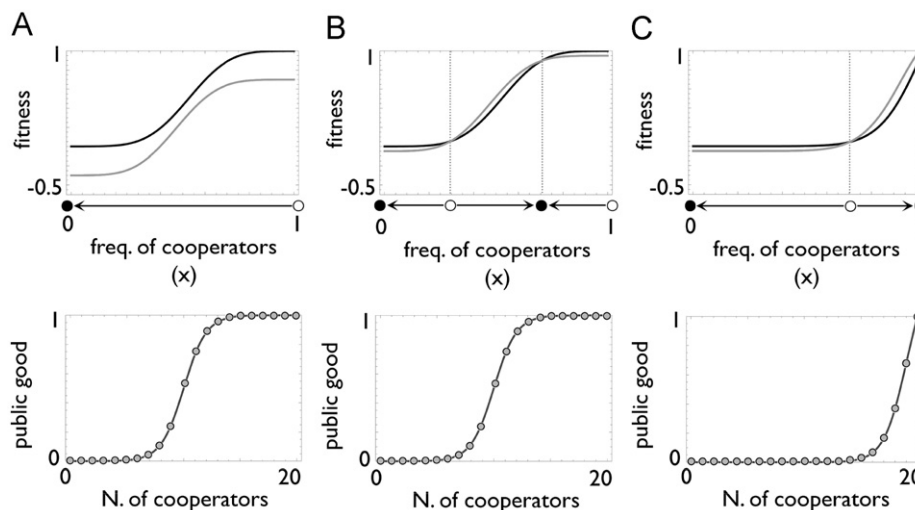 A
B
C
1
fitness
-0.5
0
1
freq. of cooperators
(x)
1
fitness
-0.5
0
1
freq. of cooperators
(x)
1
fitness
-0.5
0
freq. of cooperators
(x)
1
public good
0
0
20
N. of cooperators
1
public good
0
0
20
N. of cooperators
1
public good
0
0
20
N. of cooperators